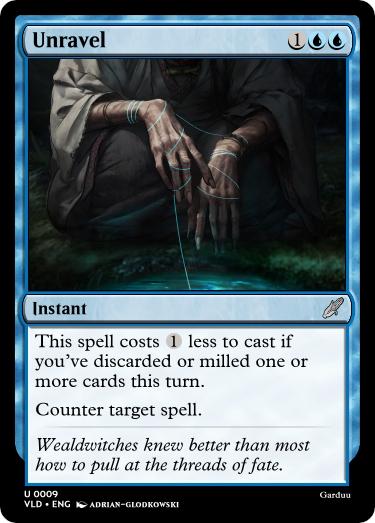 Unravel 1
Instant
This spell costs 1 less to cast if
you've discarded or milled one or
more cards this turn.
Counter target spell.
Wealdwitches knew better than most
how to pull at the threads of fate.
U 0009
VLD • ENG ADRIAN-GLODKOWSKI
Garduu